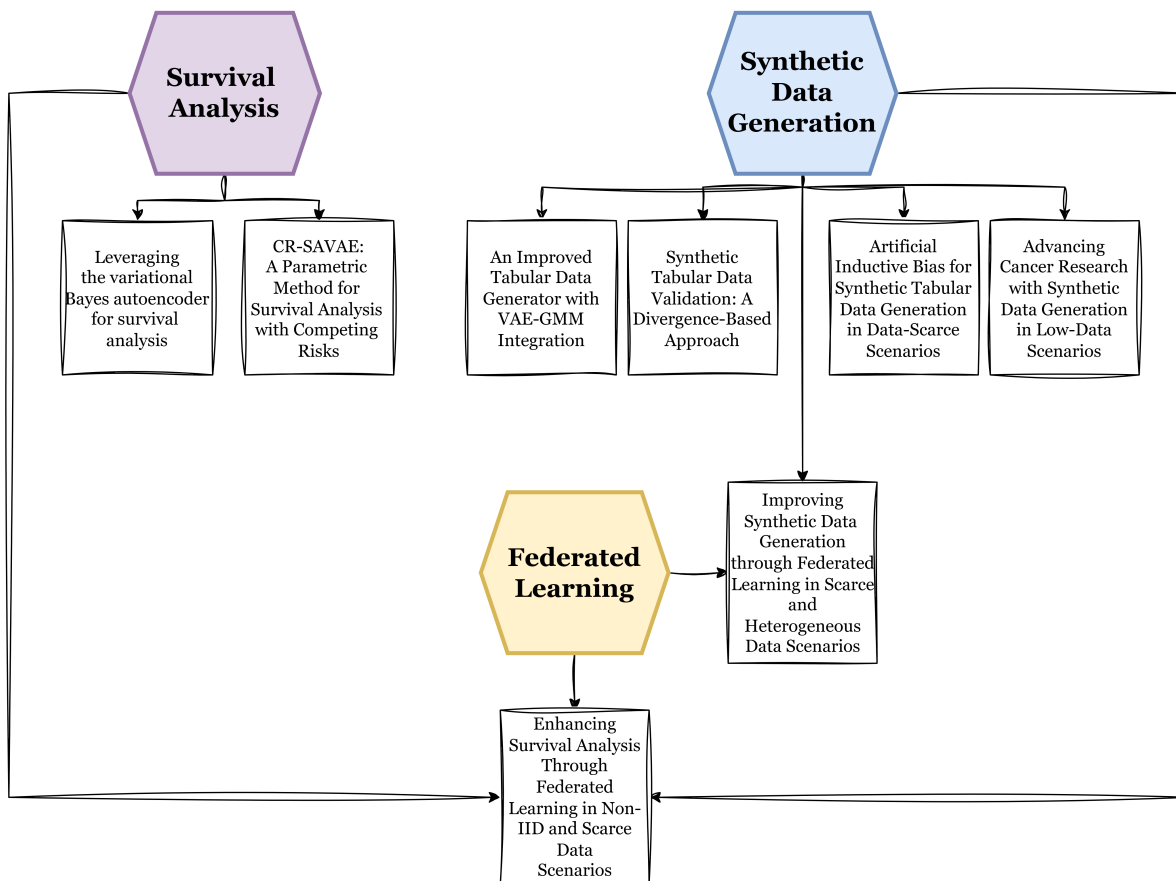 Survival
Analysis
Synthetic
Data
Generation
Leveraging
the variational
Bayes autoencoder
for survival
analysis
CR-SAVAE:
A Parametric
Method for
Survival Analysis
with Competing
Risks
An Improved
Tabular Data
Generator with
VAE-GMM
Integration
Synthetic
Tabular Data
Validation: A
Divergence-Based
Approach
Artificial
Inductive Bias for
Synthetic Tabular
Data Generation
in Data-Scarce
Scenarios
Advancing
Cancer Research
with Synthetic
Data Generation
in Low-Data
Scenarios
Federated
Learning
Improving
Synthetic Data
Generation
through Federated
Learning in Scarce
and
Heterogeneous
Data Scenarios
Enhancing
Survival Analysis
Through
Federated
Learning in Non-
IID and Scarce
Data
Scenarios